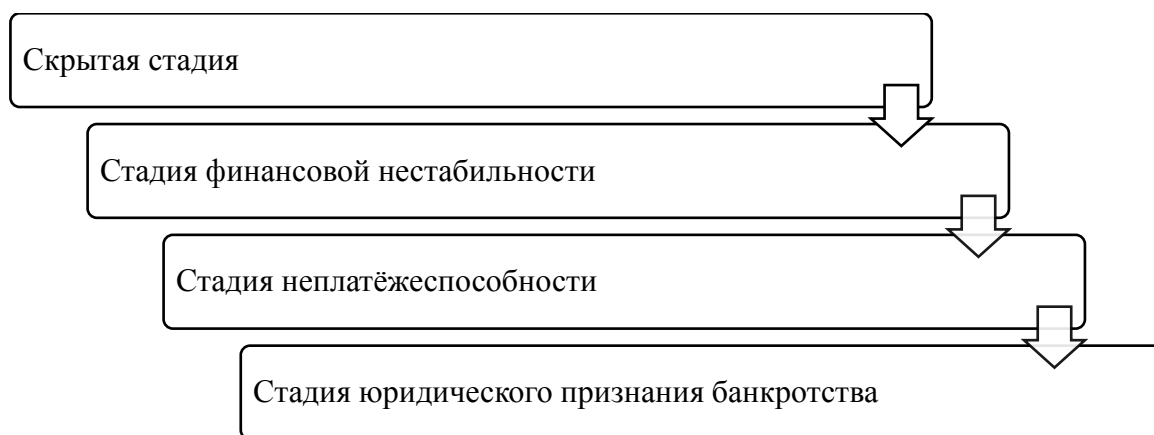 Скрытая стадия
Стадия финансовой нестабильности
Стадия неплатёжеспособности
Стадия юридического признания банкротства